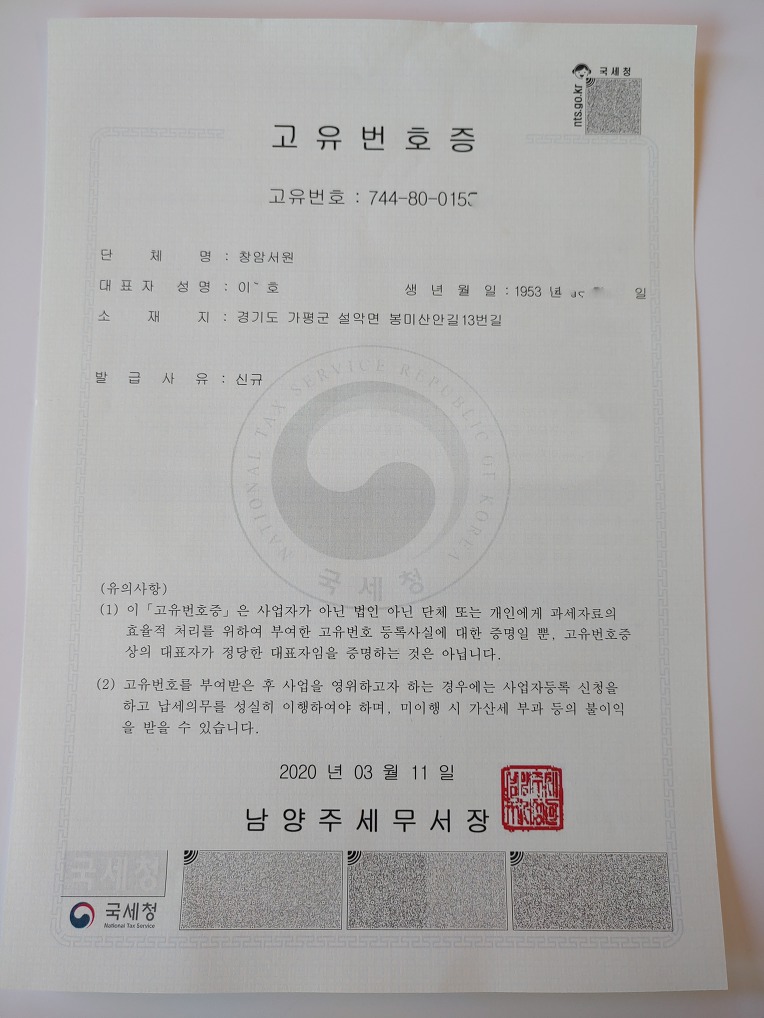 국세청
nts.go.kr
고유번호증
고유번호 : 744-80-015
단체명 : 창암서원
대표자 성명 : 이 호 생년월일 : 1953 년 일
소재지 : 경기도 가평군 설악면 봉미산안길13번길
발급사유 : 신규
NATIONAL TAX SERVICE REPUBLIC OF KOREA
국세청
(유의사항)
(1) 이「고유번호증」은 사업자가 아닌 법인 아닌 단체 또는 개인에게 과세자료의
효율적 처리를 위하여 부여한 고유번호 등록사실에 대한 증명일 뿐, 고유번호증
상의 대표자가 정당한 대표자임을 증명하는 것은 아닙니다.
(2) 고유번호를 부여받은 후 사업을 영위하고자 하는 경우에는 사업자등록 신청을
하고 납세의무를 성실히 이행하여야 하며, 미이행 시 가산세 부과 등의 불이익
을 받을 수 있습니다.
2020 년 03 월 11 일
남양주세무서장
국세청
국세청
National Tax Service